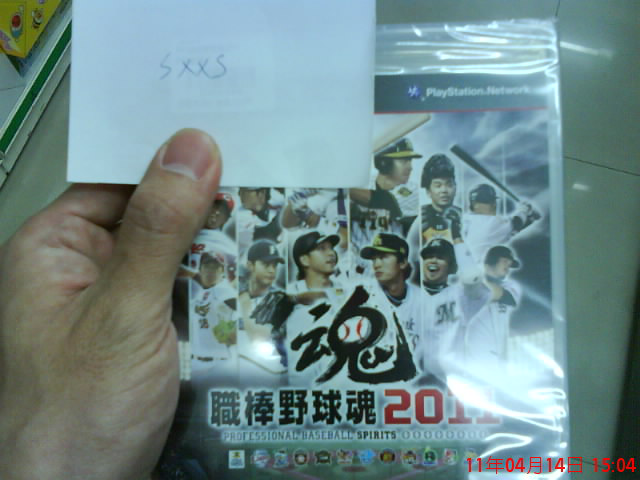 sxxs
PlayStation.Network
魂
職棒野球魂2011
PROFESSIONAL BASEBALL SPIRITS
11年04月14日 15:04